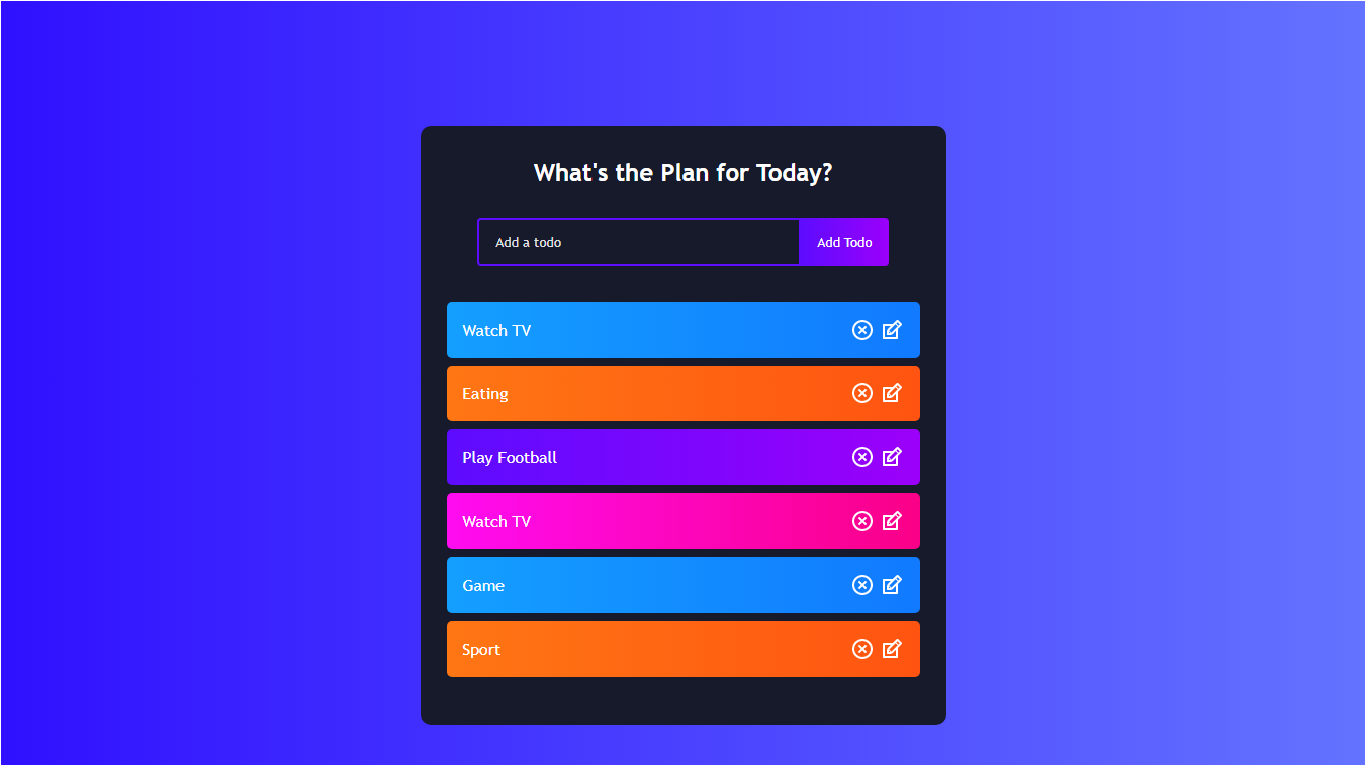 What's the Plan for Today?
Add a todo
Add Todo
Watch TV
Eating
Play Football
Watch TV
Game
Sport